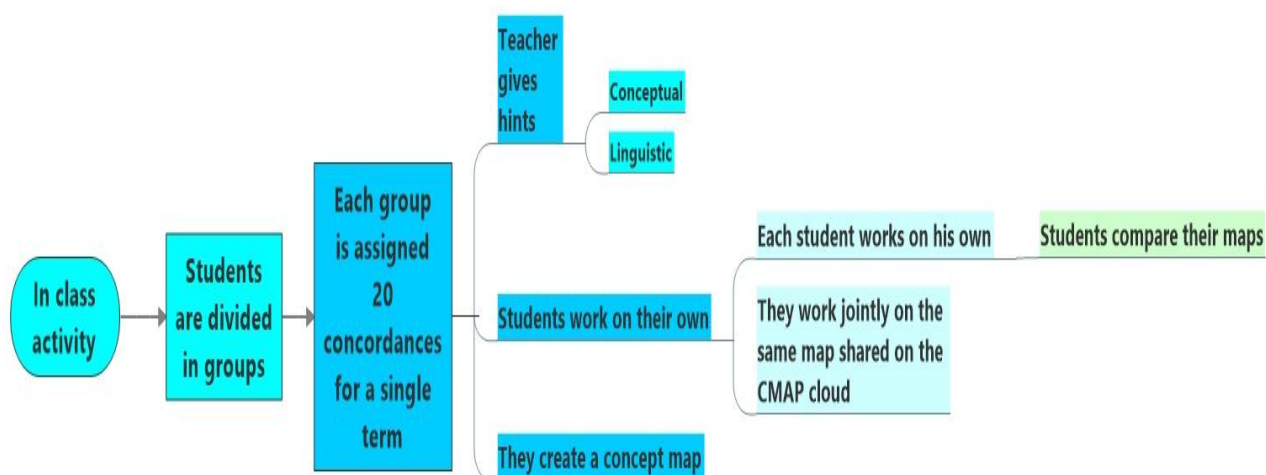 In class
activity
Students
are divided
in groups
Each group
is assigned
20
concordances
for a single
term
Teacher
gives
hints
Conceptual
Linguistic
Students work on their own
Each student works on his own
Students compare their maps
They work jointly on the
same map shared on the
CMAP cloud
They create a concept map